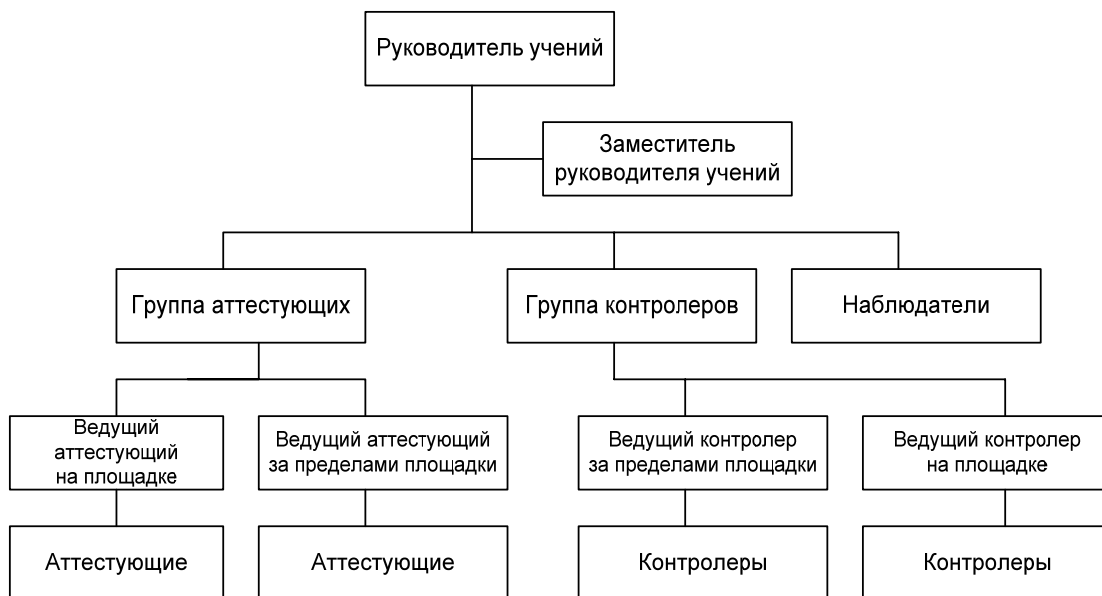 Руководитель учений
Заместитель
руководителя учений
Группа аттестующих
Группа контролеров
Наблюдатели
Ведущий
аттестующий
на площадке
Ведущий аттестующий
за пределами площадки
Ведущий контролер
за пределами площадки
Ведущий контролер
на площадке
Аттестующие
Аттестующие
Контролеры
Контролеры